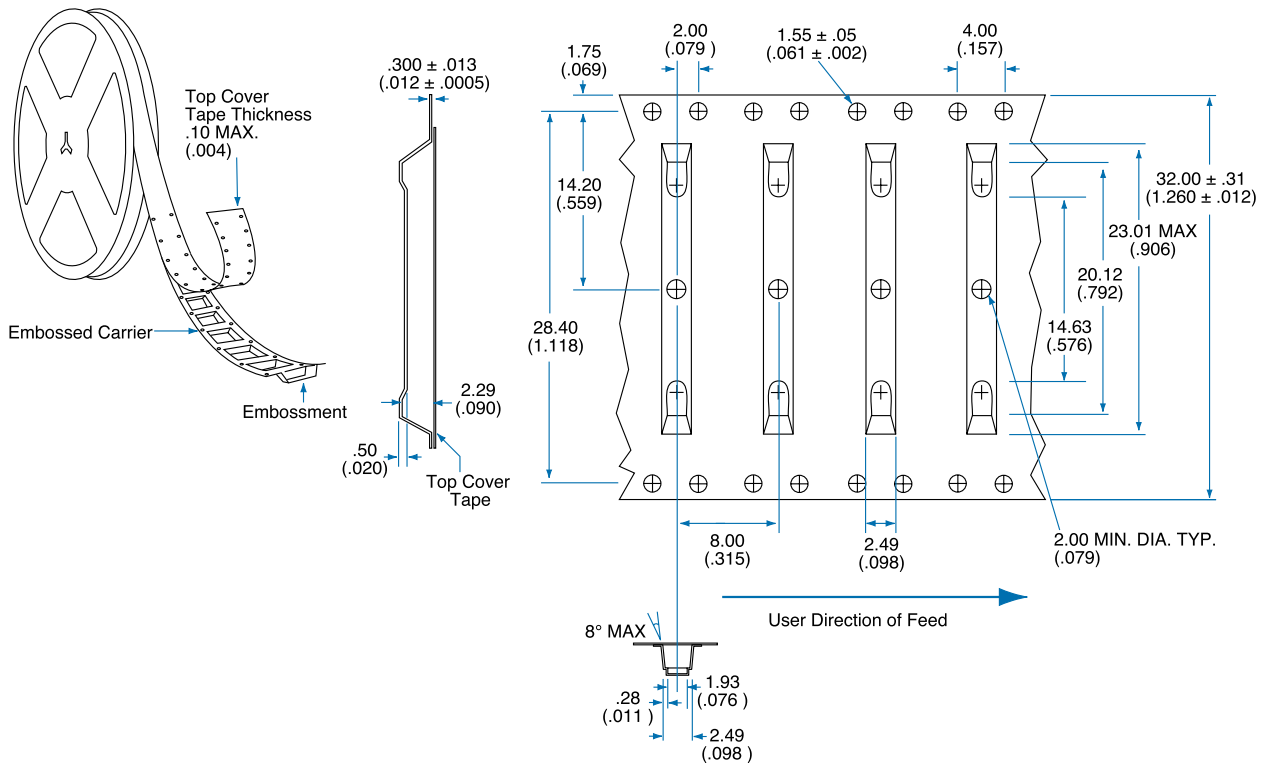 Top Cover
Tape Thickness
.10 MAX.
(.004)
Embossed Carrier
Embossment
.300 ± .013
(.012 ± .0005)
2.29
(.090)
.50
(.020)
Top Cover
Tape
1.75
(.069)
2.00
(.079)
1.55 ± .05
(.061 ± .002)
4.00
(.157)
14.20
(.559)
28.40
(1.118)
32.00 ± .31
(1.260 ± .012)
23.01 MAX
(.906)
20.12
(.792)
14.63
(.576)
8.00
(.315)
2.49
(.098)
2.00 MIN. DIA. TYP.
(.079)
User Direction of Feed
8° MAX
.28
(.011 )
1.93
(.076 )
2.49
(.098 )